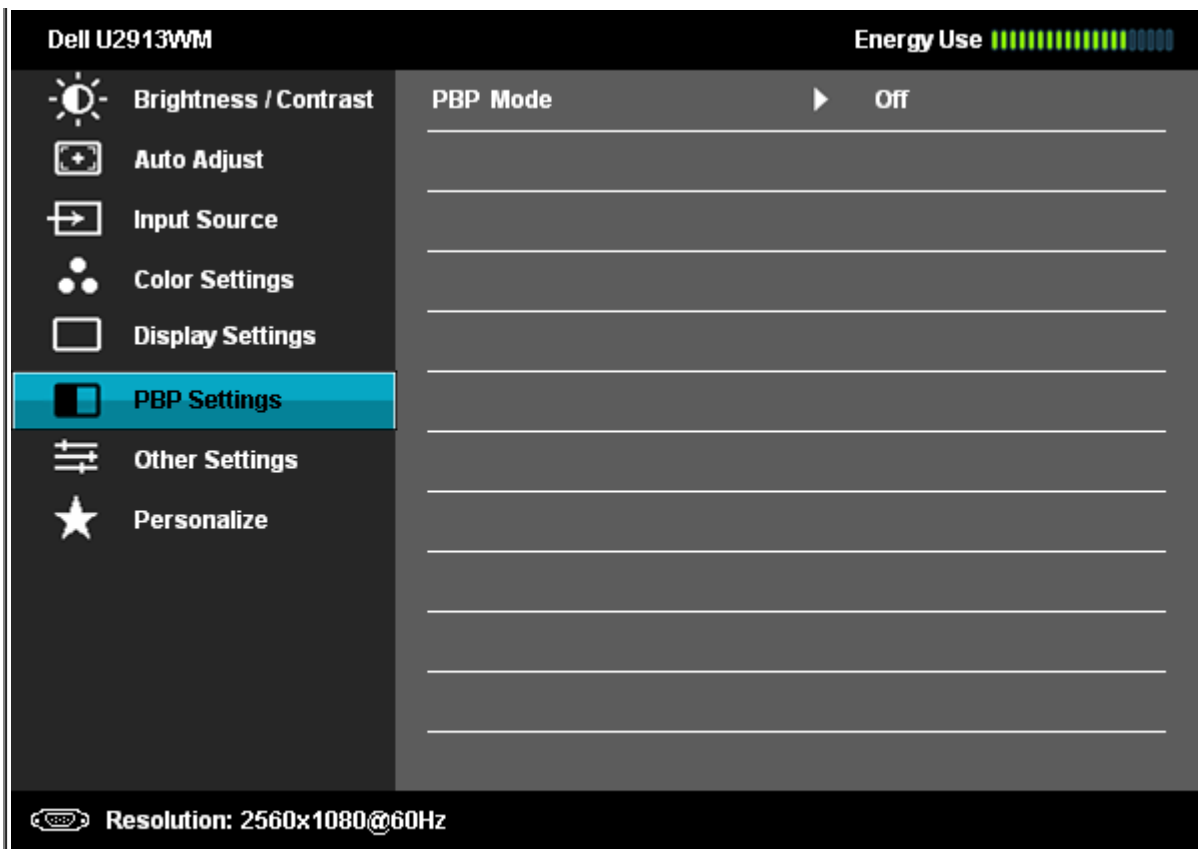 Dell U2913WM Energy Use
Brightness / Contrast PBP Mode Off
Auto Adjust
Input Source
Color Settings
Display Settings
PBP Settings
Other Settings
Personalize
Resolution: 2560x1080@60Hz